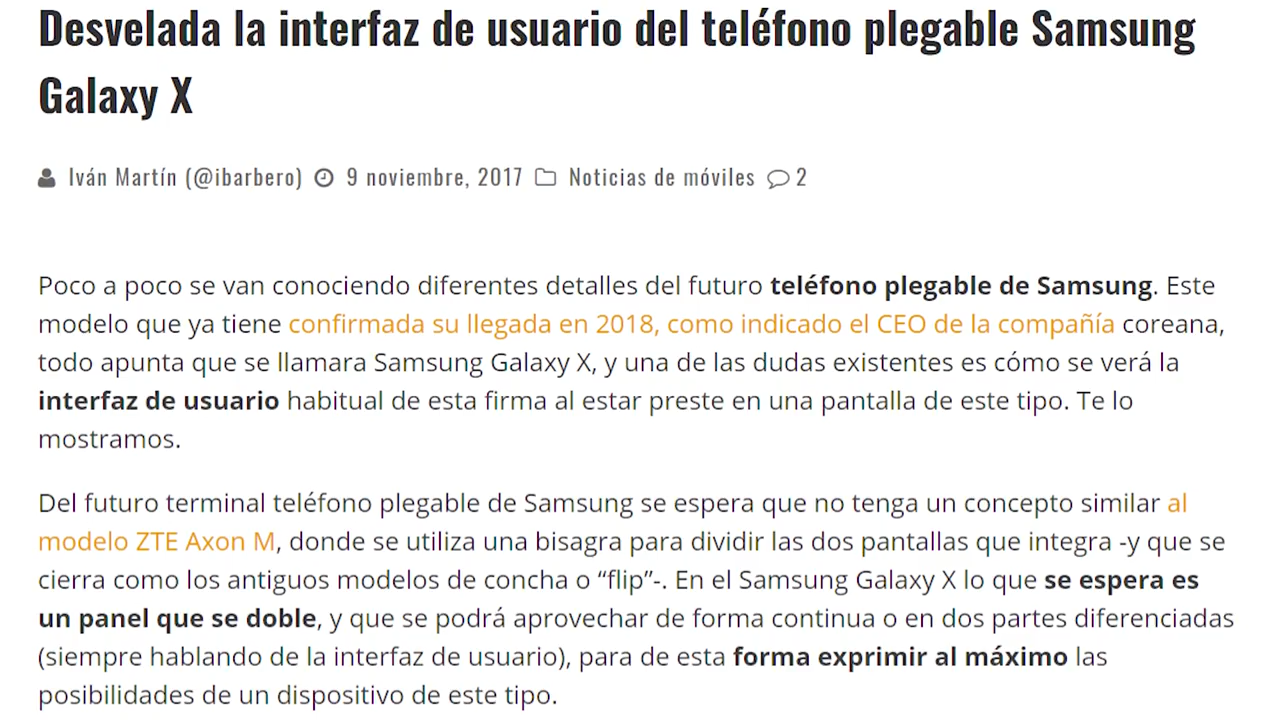 Desvelada la interfaz de usuario del teléfono plegable Samsung
Galaxy X
Iván Martín (@ibarbero) 9 noviembre, 2017 Noticias de móviles 2
Poco a poco se van conociendo diferentes detalles del futuro teléfono plegable de Samsung. Este
modelo que ya tiene confirmada su llegada en 2018, como indicado el CEO de la compañía coreana,
todo apunta que se llamara Samsung Galaxy X, y una de las dudas existentes es cómo se verá la
interfaz de usuario habitual de esta firma al estar preste en una pantalla de este tipo. Te lo
mostramos.
Del futuro terminal teléfono plegable de Samsung se espera que no tenga un concepto similar al
modelo ZTE Axon M, donde se utiliza una bisagra para dividir las dos pantallas que integra -y que se
cierra como los antiguos modelos de concha o “flip”-. En el Samsung Galaxy X lo que se espera es
un panel que se doble, y que se podrá aprovechar de forma continua o en dos partes diferenciadas
(siempre hablando de la interfaz de usuario), para de esta forma exprimir al máximo las
posibilidades de un dispositivo de este tipo.